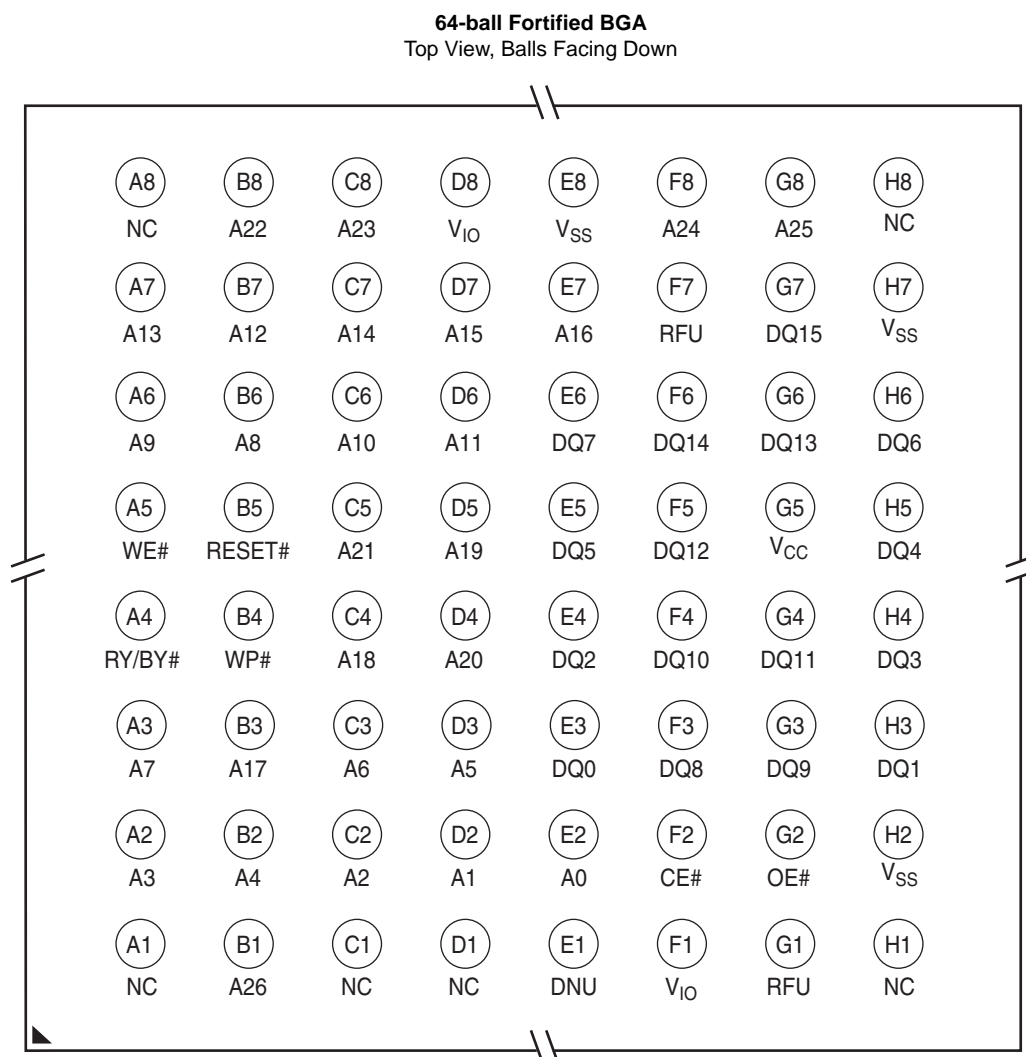 64-ball Fortified BGA
Top View, Balls Facing Down
A8 B8 C8 D8 E8 F8 G8 H8
NC A22 A23 VIO VSS A24 A25 NC
A7 B7 C7 D7 E7 F7 G7 H7
A13 A12 A14 A15 A16 RFU DQ15 VSS
A6 B6 C6 D6 E6 F6 G6 H6
A9 A8 A10 A11 DQ7 DQ14 DQ13 DQ6
A5 B5 C5 D5 E5 F5 G5 H5
WE# RESET# A21 A19 DQ5 DQ12 VCC DQ4
A4 B4 C4 D4 E4 F4 G4 H4
RY/BY# WP# A18 A20 DQ2 DQ10 DQ11 DQ3
A3 B3 C3 D3 E3 F3 G3 H3
A7 A17 A6 A5 DQ0 DQ8 DQ9 DQ1
A2 B2 C2 D2 E2 F2 G2 H2
A3 A4 A2 A1 A0 CE# OE# VSS
A1 B1 C1 D1 E1 F1 G1 H1
NC A26 NC NC DNU VIO RFU NC